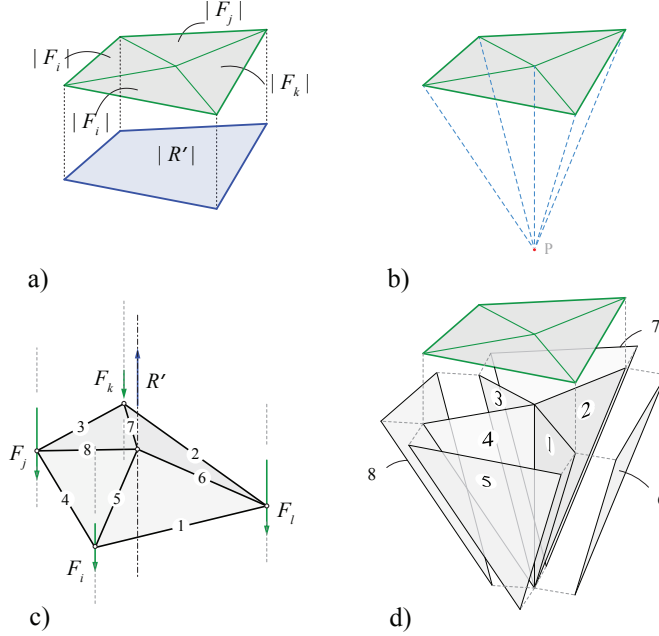 | F_j |
| F_i |
| F_k |
| F_i |
| R′ |
a)
P
b)
F_k
R′
3
7
2
F_j
8
6
4
5
F_l
1
F_i
c)
7
3
2
4
1
8
5
d)